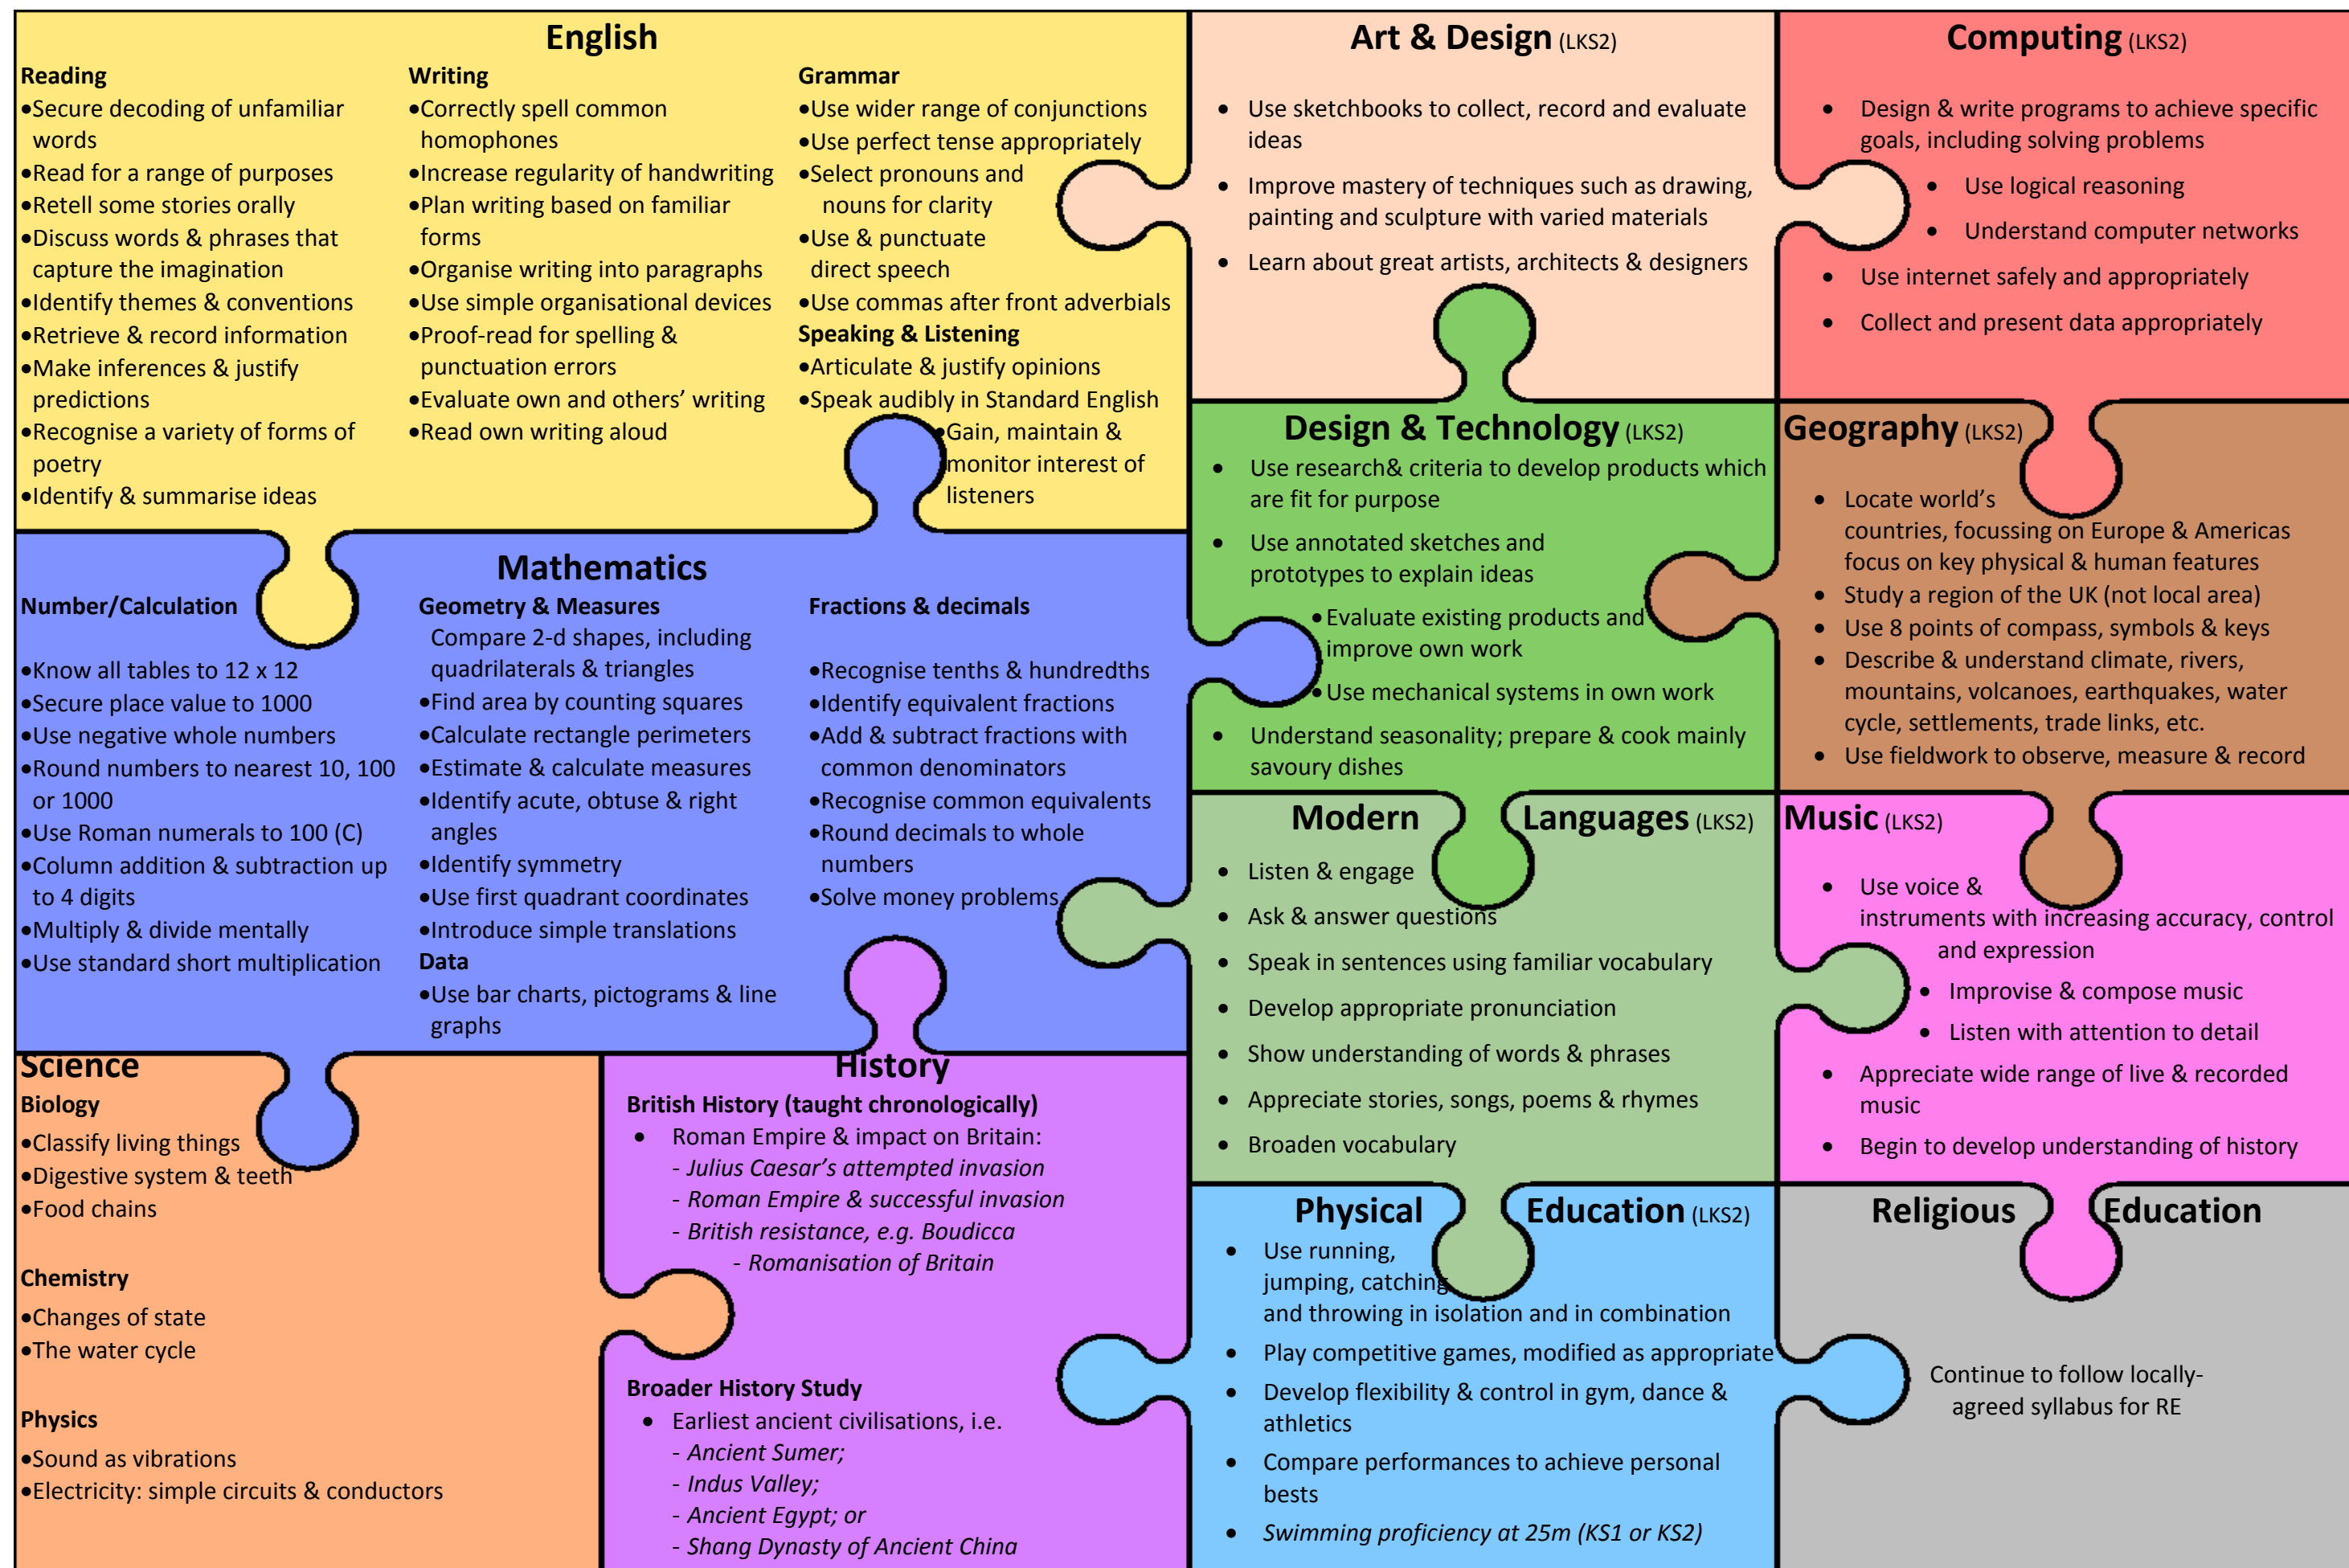 English
Reading
•Secure decoding of unfamiliar
words
•Read for a range of purposes
•Retell some stories orally
•Discuss words & phrases that
capture the imagination
•Identify themes & conventions
•Retrieve & record information
•Make inferences & justify
predictions
•Recognise a variety of forms of
poetry
•Identify & summarise ideas
Writing
•Correctly spell common
homophones
•Increase regularity of handwriting
•Plan writing based on familiar
forms
•Organise writing into paragraphs
•Use simple organisational devices
•Proof-read for spelling &
punctuation errors
•Evaluate own and others’ writing
•Read own writing aloud
Grammar
•Use wider range of conjunctions
•Use perfect tense appropriately
•Select pronouns and
nouns for clarity
•Use & punctuate
direct speech
•Use commas after front adverbials
Speaking & Listening
•Articulate & justify opinions
•Speak audibly in Standard English
•Gain, maintain &
monitor interest of
listeners
Art & Design (LKS2)
• Use sketchbooks to collect, record and evaluate
ideas
• Improve mastery of techniques such as drawing,
painting and sculpture with varied materials
• Learn about great artists, architects & designers
Computing (LKS2)
• Design & write programs to achieve specific
goals, including solving problems
• Use logical reasoning
• Understand computer networks
• Use internet safely and appropriately
• Collect and present data appropriately
Mathematics
Number/Calculation
•Know all tables to 12 x 12
•Secure place value to 1000
•Use negative whole numbers
•Round numbers to nearest 10, 100
or 1000
•Use Roman numerals to 100 (C)
•Column addition & subtraction up
to 4 digits
•Multiply & divide mentally
•Use standard short multiplication
Geometry & Measures
Compare 2-d shapes, including
quadrilaterals & triangles
•Find area by counting squares
•Calculate rectangle perimeters
•Estimate & calculate measures
•Identify acute, obtuse & right
angles
•Identify symmetry
•Use first quadrant coordinates
•Introduce simple translations
Data
•Use bar charts, pictograms & line
graphs
Fractions & decimals
•Recognise tenths & hundredths
•Identify equivalent fractions
•Add & subtract fractions with
common denominators
•Recognise common equivalents
•Round decimals to whole
numbers
•Solve money problems
Design & Technology (LKS2)
• Use research& criteria to develop products which
are fit for purpose
• Use annotated sketches and
prototypes to explain ideas
•Evaluate existing products and
improve own work
•Use mechanical systems in own work
• Understand seasonality; prepare & cook mainly
savoury dishes
Geography (LKS2)
• Locate world’s
countries, focussing on Europe & Americas
focus on key physical & human features
• Study a region of the UK (not local area)
• Use 8 points of compass, symbols & keys
• Describe & understand climate, rivers,
mountains, volcanoes, earthquakes, water
cycle, settlements, trade links, etc.
• Use fieldwork to observe, measure & record
Modern Languages (LKS2)
• Listen & engage
• Ask & answer questions
• Speak in sentences using familiar vocabulary
• Develop appropriate pronunciation
• Show understanding of words & phrases
• Appreciate stories, songs, poems & rhymes
• Broaden vocabulary
Music (LKS2)
• Use voice &
instruments with increasing accuracy, control
and expression
• Improvise & compose music
• Listen with attention to detail
• Appreciate wide range of live & recorded
music
• Begin to develop understanding of history
Science
Biology
•Classify living things
•Digestive system & teeth
•Food chains
Chemistry
•Changes of state
•The water cycle
Physics
•Sound as vibrations
•Electricity: simple circuits & conductors
History
British History (taught chronologically)
• Roman Empire & impact on Britain:
- Julius Caesar’s attempted invasion
- Roman Empire & successful invasion
- British resistance, e.g. Boudicca
- Romanisation of Britain
Broader History Study
• Earliest ancient civilisations, i.e.
- Ancient Sumer;
- Indus Valley;
- Ancient Egypt; or
- Shang Dynasty of Ancient China
Physical Education (LKS2)
• Use running,
jumping, catching
and throwing in isolation and in combination
• Play competitive games, modified as appropriate
• Develop flexibility & control in gym, dance &
athletics
• Compare performances to achieve personal
bests
• Swimming proficiency at 25m (KS1 or KS2)
Religious Education
Continue to follow locally-
agreed syllabus for RE